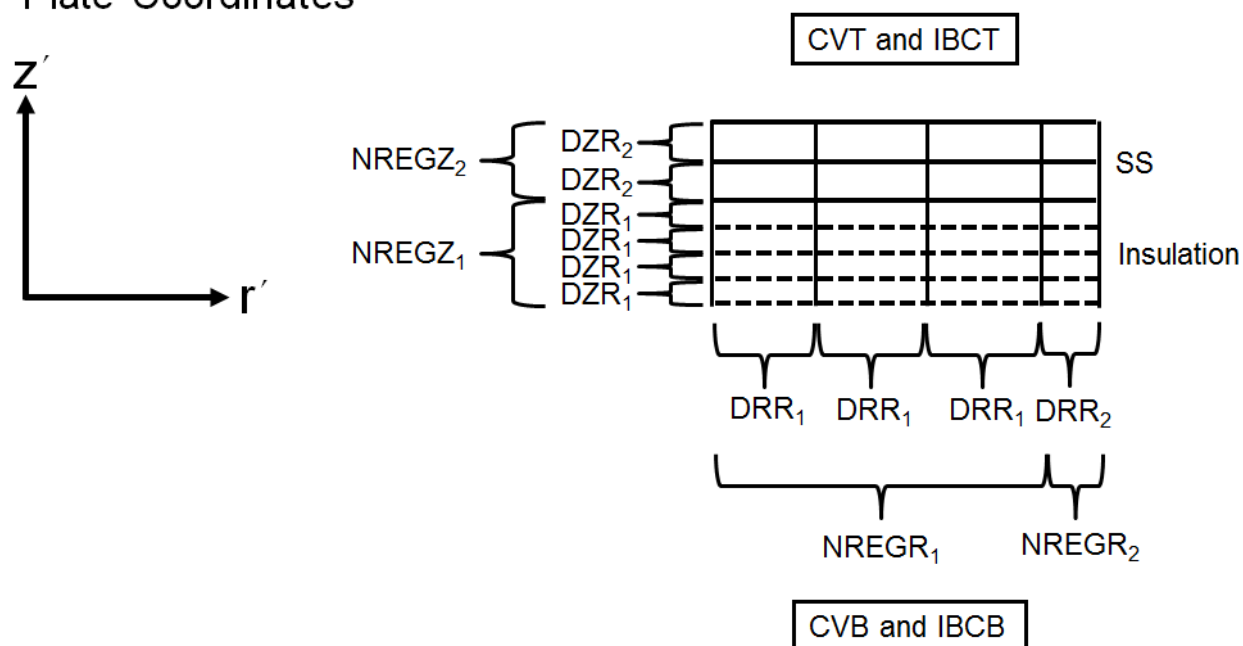 Plate Coordinates
CVT and IBCT
z′
r′
NREGZ₂
NREGZ₁
DZR₂
DZR₂
DZR₁
DZR₁
DZR₁
DZR₁
SS
Insulation
DRR₁ DRR₁ DRR₁ DRR₂
NREGR₁ NREGR₂
CVB and IBCB